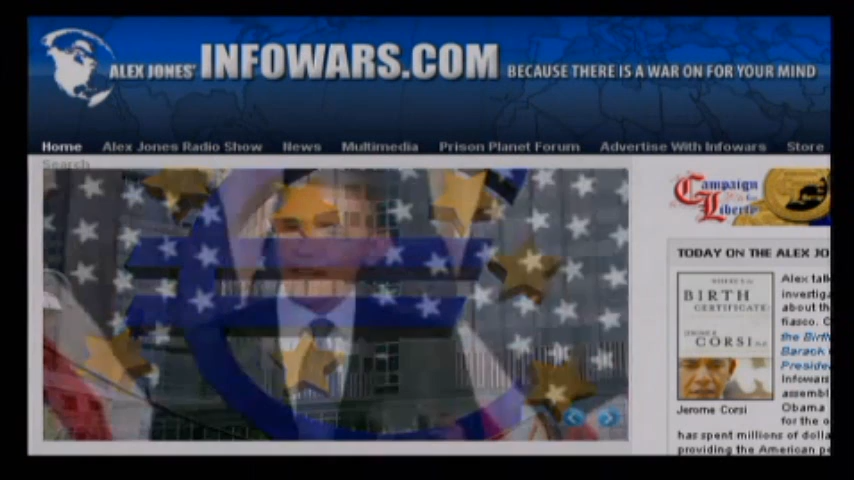 ALEX JONES' INFOWARS.COM BECAUSE THERE IS A WAR ON FOR YOUR MIND
Home Alex Jones Radio Show News Multimedia Prison Planet Forum Advertise With Infowars Store
Search
Campaign
Liberty
TODAY ON THE ALEX JO
BIRTH
CERTIFICATE
CORSI
Jerome Corsi
Alex talk
investiga
about th
fiasco. C
the Birth
Barack
Preside
Infowars
assembl
Obama
for the o
has spent millions of dolla
providing the American pe